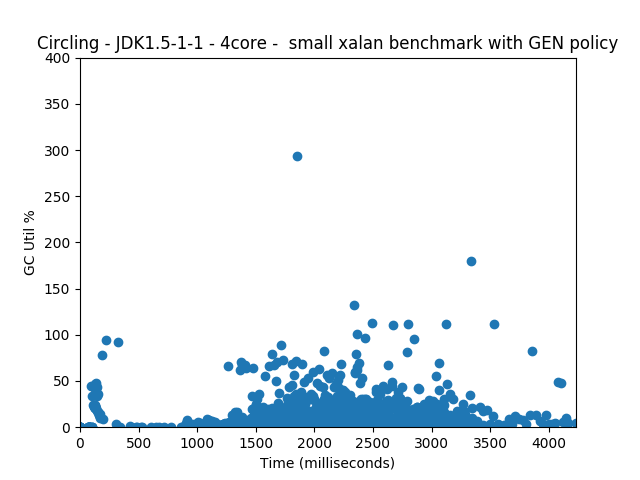 Circling - JDK1.5-1-1 - 4core -  small xalan benchmark with GEN policy
400
350
300
250
200
150
100
50
0
GC Util %
0 500 1000 1500 2000 2500 3000 3500 4000
Time (milliseconds)